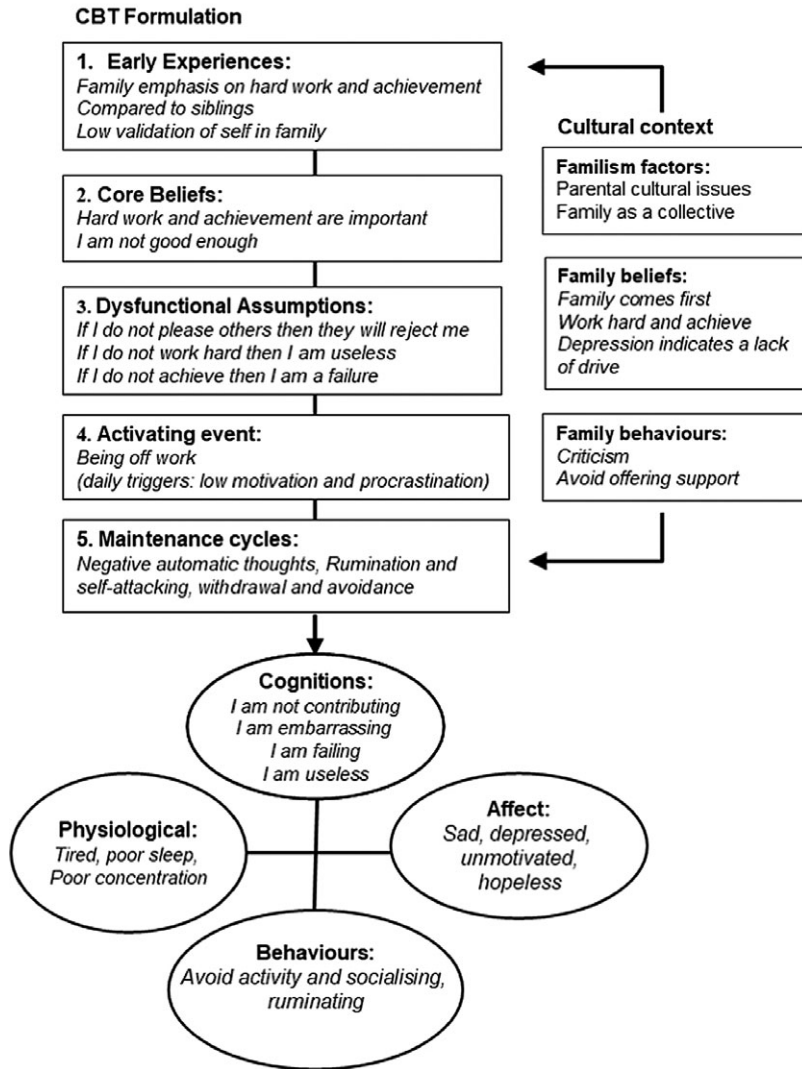 CBT Formulation
1. Early Experiences:
Family emphasis on hard work and achievement
Compared to siblings
Low validation of self in family
2. Core Beliefs:
Hard work and achievement are important
I am not good enough
3. Dysfunctional Assumptions:
If I do not please others then they will reject me
If I do not work hard then I am useless
If I do not achieve then I am a failure
4. Activating event:
Being off work
(daily triggers: low motivation and procrastination)
5. Maintenance cycles:
Negative automatic thoughts, Rumination and
self-attacking, withdrawal and avoidance
Cultural context
Familism factors:
Parental cultural issues
Family as a collective
Family beliefs:
Family comes first
Work hard and achieve
Depression indicates a lack
of drive
Family behaviours:
Criticism
Avoid offering support
Cognitions:
I am not contributing
I am embarrassing
I am failing
I am useless
Physiological:
Tired, poor sleep,
Poor concentration
Affect:
Sad, depressed,
unmotivated,
hopeless
Behaviours:
Avoid activity and socialising,
ruminating